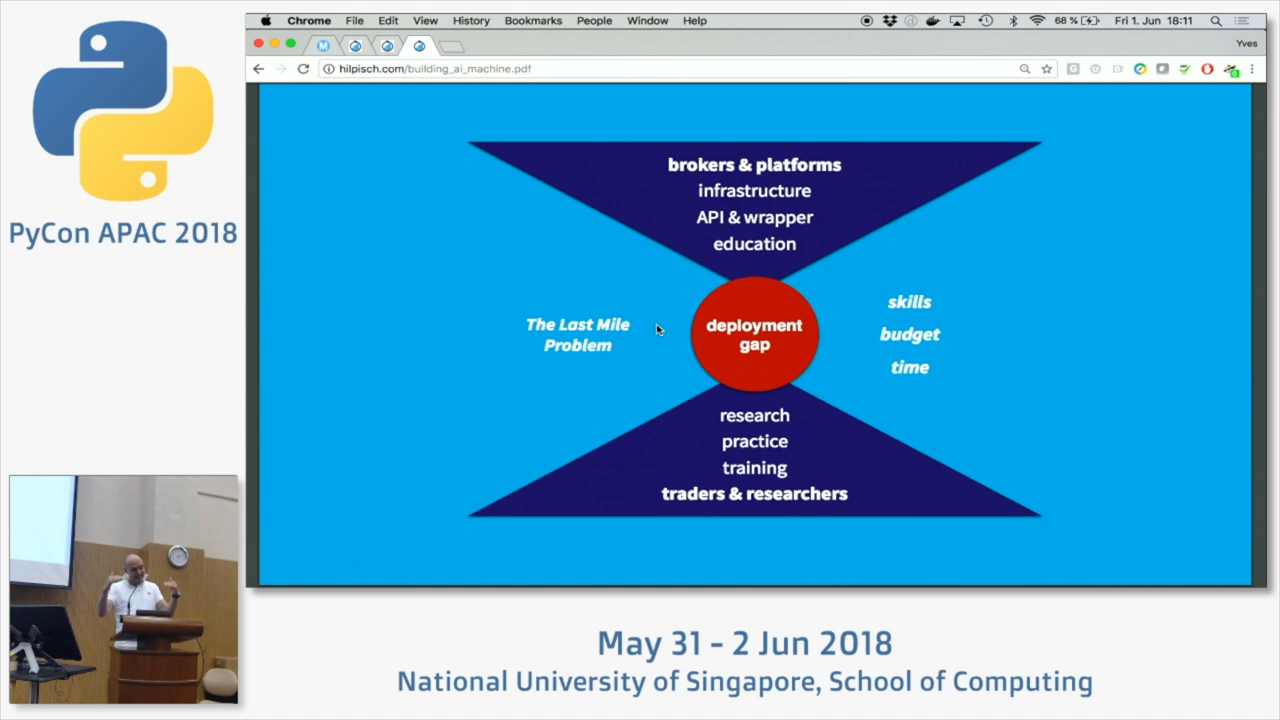 PyCon APAC 2018
Chrome File Edit View History Bookmarks People Window Help
68 % Fri 1. Jun 18:11
Yves
hilpisch.com/building_ai_machine.pdf
brokers & platforms
infrastructure
API & wrapper
education
The Last Mile
Problem
deployment
gap
skills
budget
time
research
practice
training
traders & researchers
May 31 - 2 Jun 2018
National University of Singapore, School of Computing